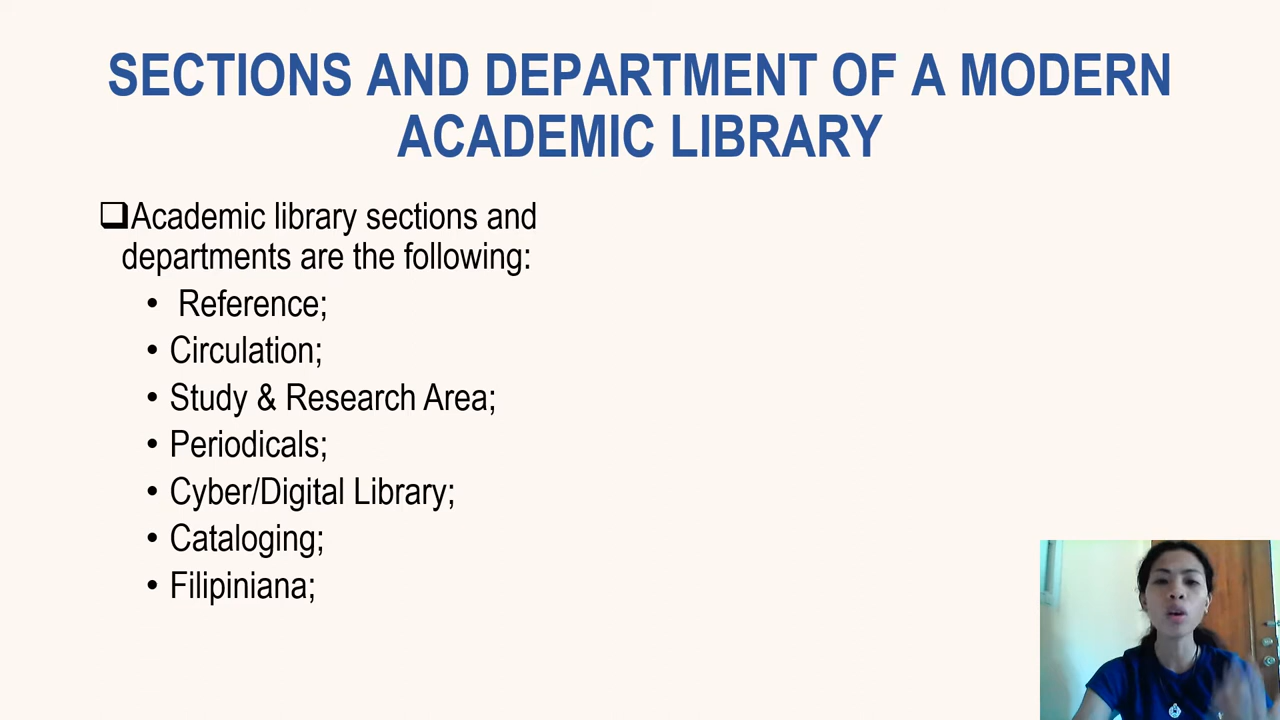 SECTIONS AND DEPARTMENT OF A MODERN
ACADEMIC LIBRARY
❑Academic library sections and
departments are the following:
• Reference;
• Circulation;
• Study & Research Area;
• Periodicals;
• Cyber/Digital Library;
• Cataloging;
• Filipiniana;